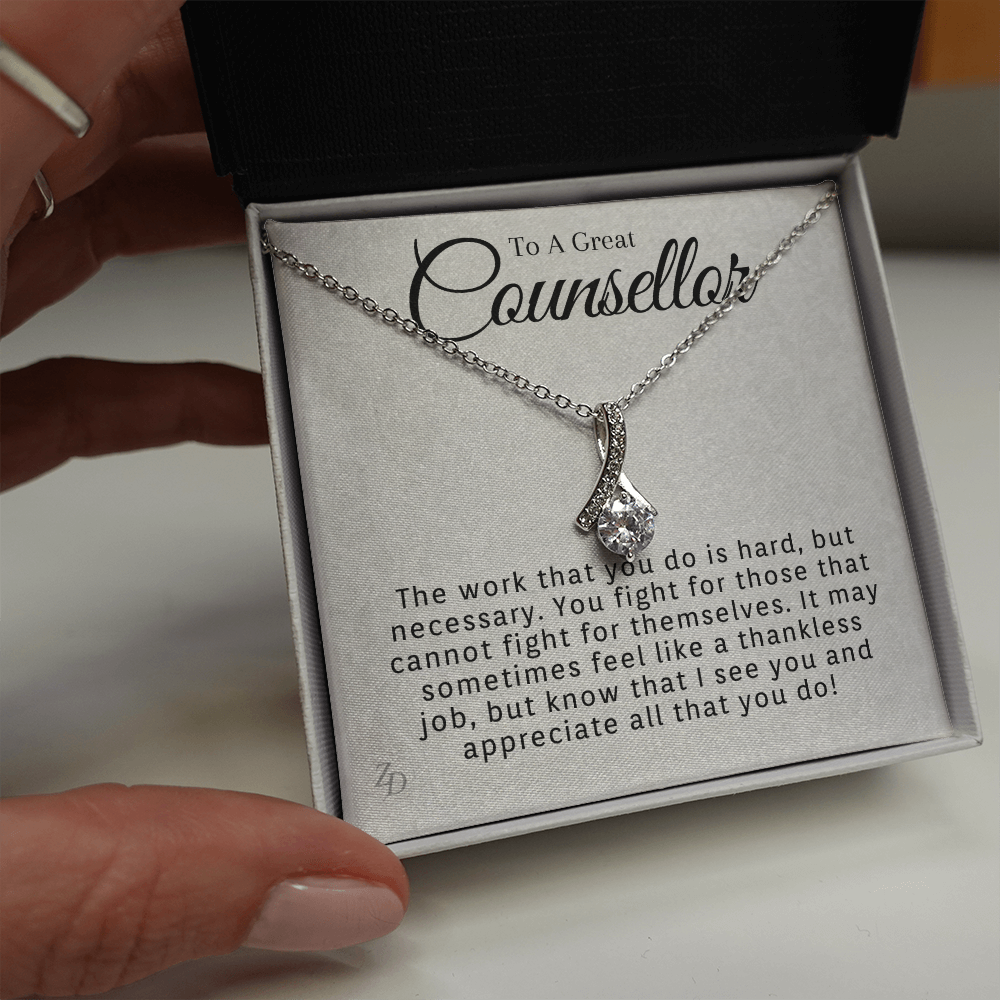 To A Great
Counsellor
The work that you do is hard, but
necessary. You fight for those that
cannot fight for themselves. It may
sometimes feel like a thankless
job, but know that I see you and
appreciate all that you do!
ZD